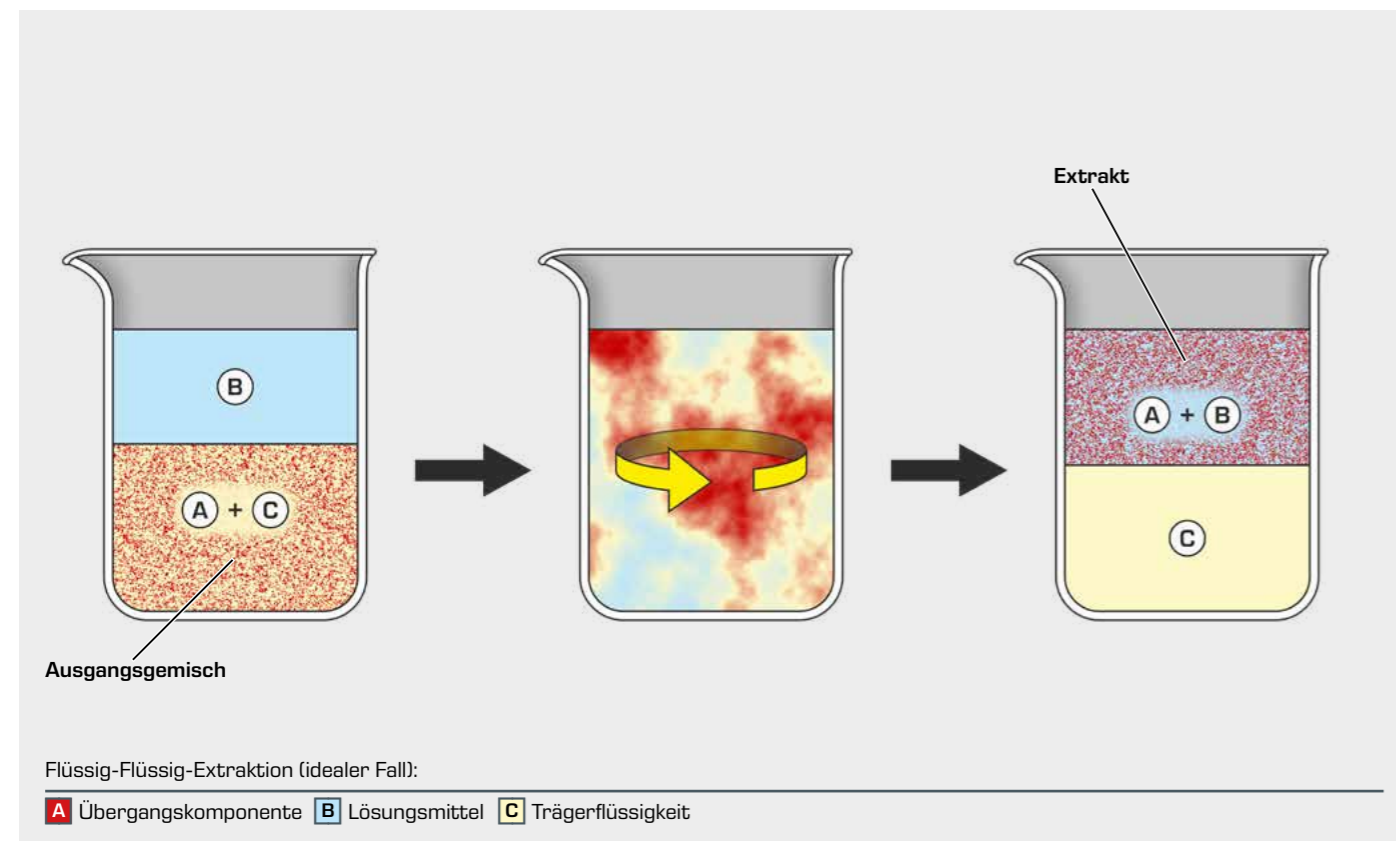 Extrakt
B
A + B
A + C
C
Ausgangsgemisch
Flüssig-Flüssig-Extraktion (idealer Fall):
A Übergangskomponente B Lösungsmittel C Trägerflüssigkeit